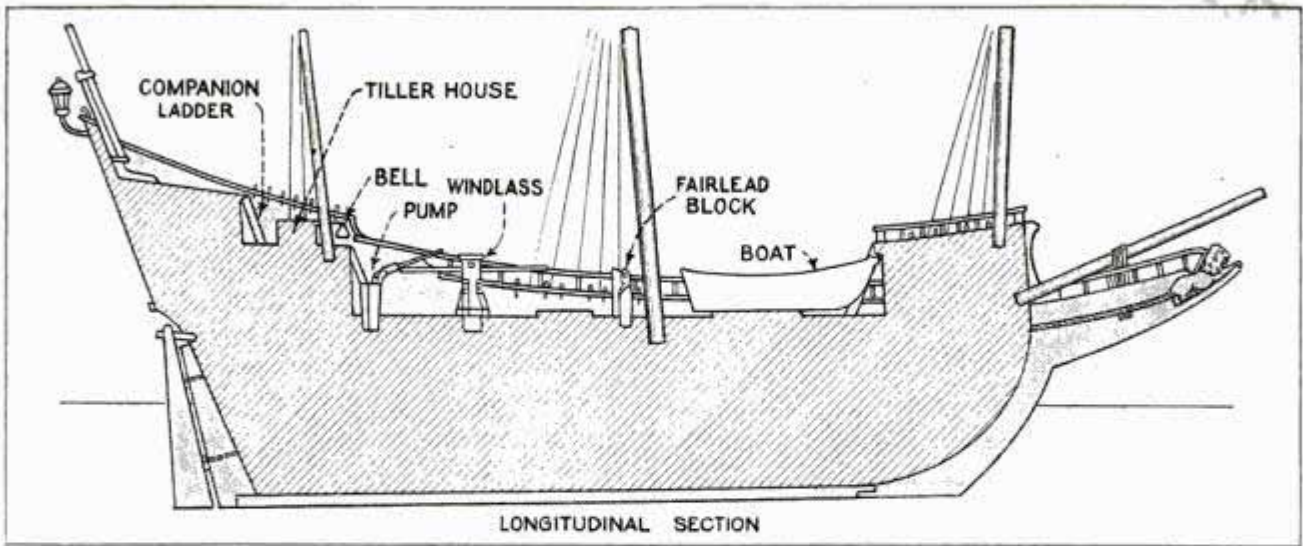 COMPANION
LADDER
TILLER HOUSE
BELL
PUMP
WINDLASS
FAIRLEAD
BLOCK
BOAT
LONGITUDINAL SECTION